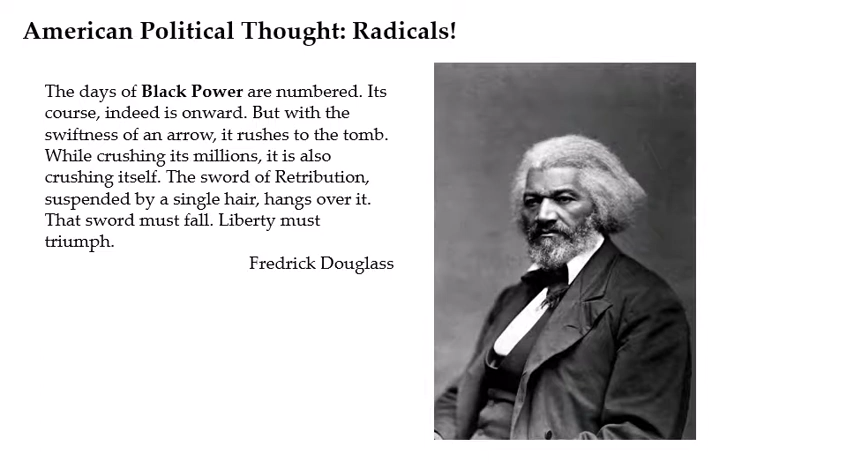 American Political Thought: Radicals!
The days of Black Power are numbered. Its
course, indeed is onward. But with the
swiftness of an arrow, it rushes to the tomb.
While crushing its millions, it is also
crushing itself. The sword of Retribution,
suspended by a single hair, hangs over it.
That sword must fall. Liberty must
triumph.
Fredrick Douglass